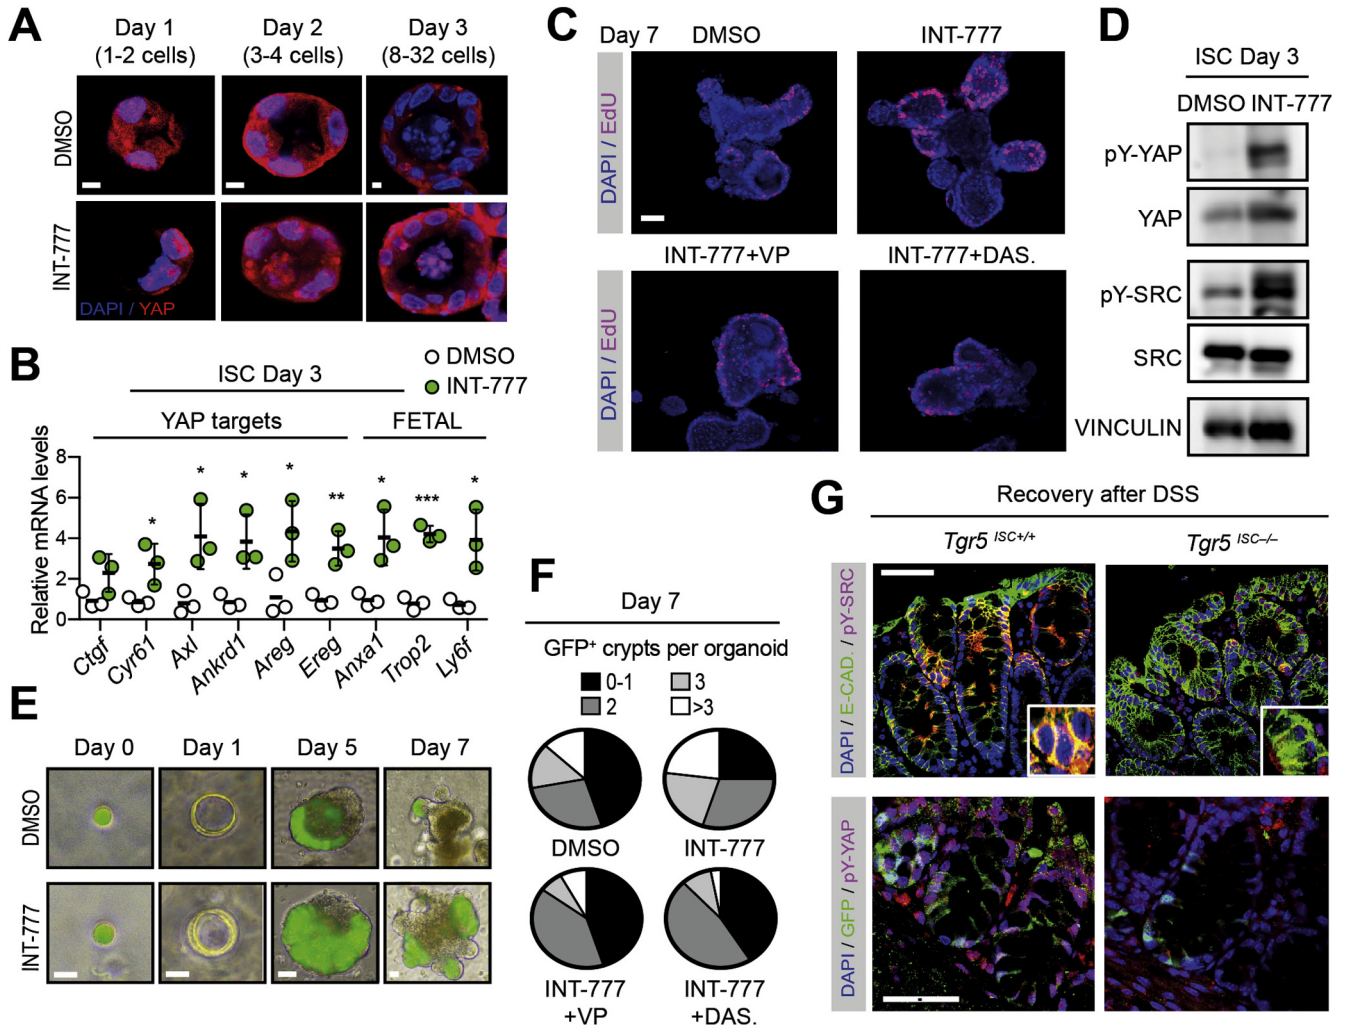 A
Day 1
(1-2 cells)
Day 2
(3-4 cells)
Day 3
(8-32 cells)
DMSO
INT-777
DAPI / YAP
B
ISC Day 3
DMSO
INT-777
YAP targets
FETAL
Relative mRNA levels
8
6
4
2
0
*
*
*
*
**
*
***
*
Ctgf
Cyr61
Axl
Ankrd1
Areg
Ereg
Anxa1
Trop2
Ly6f
C
Day 7
DMSO
INT-777
DAPI / EdU
INT-777+VP
INT-777+DAS.
DAPI / EdU
D
ISC Day 3
DMSO INT-777
pY-YAP
YAP
pY-SRC
SRC
VINCULIN
E
Day 0
Day 1
Day 5
Day 7
DMSO
INT-777
F
Day 7
GFP+ crypts per organoid
0-1
3
2
>3
DMSO
INT-777
INT-777
+VP
INT-777
+DAS.
G
Recovery after DSS
Tgr5 ISC+/+
Tgr5 ISC–/–
DAPI / E-CAD. / pY-SRC
DAPI / GFP / pY-YAP